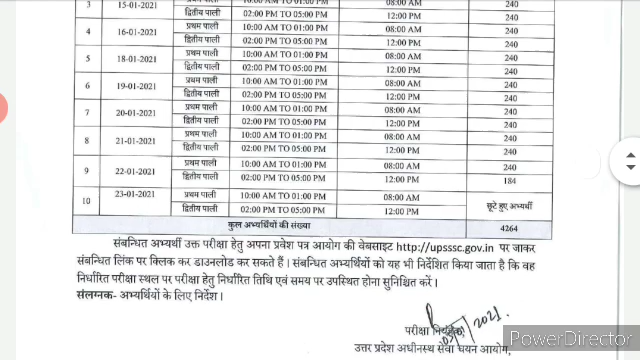 3 15-01-2021 प्रथम पाली 10:00 AM TO 01:00 PM 08:00 AM 240
द्वितीय पाली 02:00 PM TO 05:00 PM 12:00 PM 240
4 16-01-2021 प्रथम पाली 10:00 AM TO 01:00 PM 08:00 AM 240
द्वितीय पाली 02:00 PM TO 05:00 PM 12:00 PM 240
5 18-01-2021 प्रथम पाली 10:00 AM TO 01:00 PM 08:00 AM 240
द्वितीय पाली 02:00 PM TO 05:00 PM 12:00 PM 240
6 19-01-2021 प्रथम पाली 10:00 AM TO 01:00 PM 08:00 AM 240
द्वितीय पाली 02:00 PM TO 05:00 PM 12:00 PM 240
7 20-01-2021 प्रथम पाली 10:00 AM TO 01:00 PM 08:00 AM 240
द्वितीय पाली 02:00 PM TO 05:00 PM 12:00 PM 240
8 21-01-2021 प्रथम पाली 10:00 AM TO 01:00 PM 08:00 AM 240
द्वितीय पाली 02:00 PM TO 05:00 PM 12:00 PM 240
9 22-01-2021 प्रथम पाली 10:00 AM TO 01:00 PM 08:00 AM 240
द्वितीय पाली 02:00 PM TO 05:00 PM 12:00 PM 184
10 23-01-2021 प्रथम पाली 10:00 AM TO 01:00 PM 08:00 AM छूटे हुए अभ्यर्थी
द्वितीय पाली 02:00 PM TO 05:00 PM 12:00 PM
कुल अभ्यर्थियों की संख्या 4264
संबन्धित अभ्यर्थी उक्त परीक्षा हेतु अपना प्रवेश पत्र आयोग की वेबसाइट http://upsssc.gov.in पर जाकर
संबन्धित लिंक पर क्लिक कर डाउनलोड कर सकते हैं। संबन्धित अभ्यर्थियों को यह भी निर्देशित किया जाता है कि वह
निर्धारित परीक्षा स्थल पर परीक्षा हेतु निर्धारित तिथि एवं समय पर उपस्थित होना सुनिश्चित करें।
संलग्नक- अभ्यर्थियों के लिए निर्देश।
2021
परीक्षा
PowerDirector
उत्तर प्रदेश अधीनस्थ सेवा चयन आयोग,